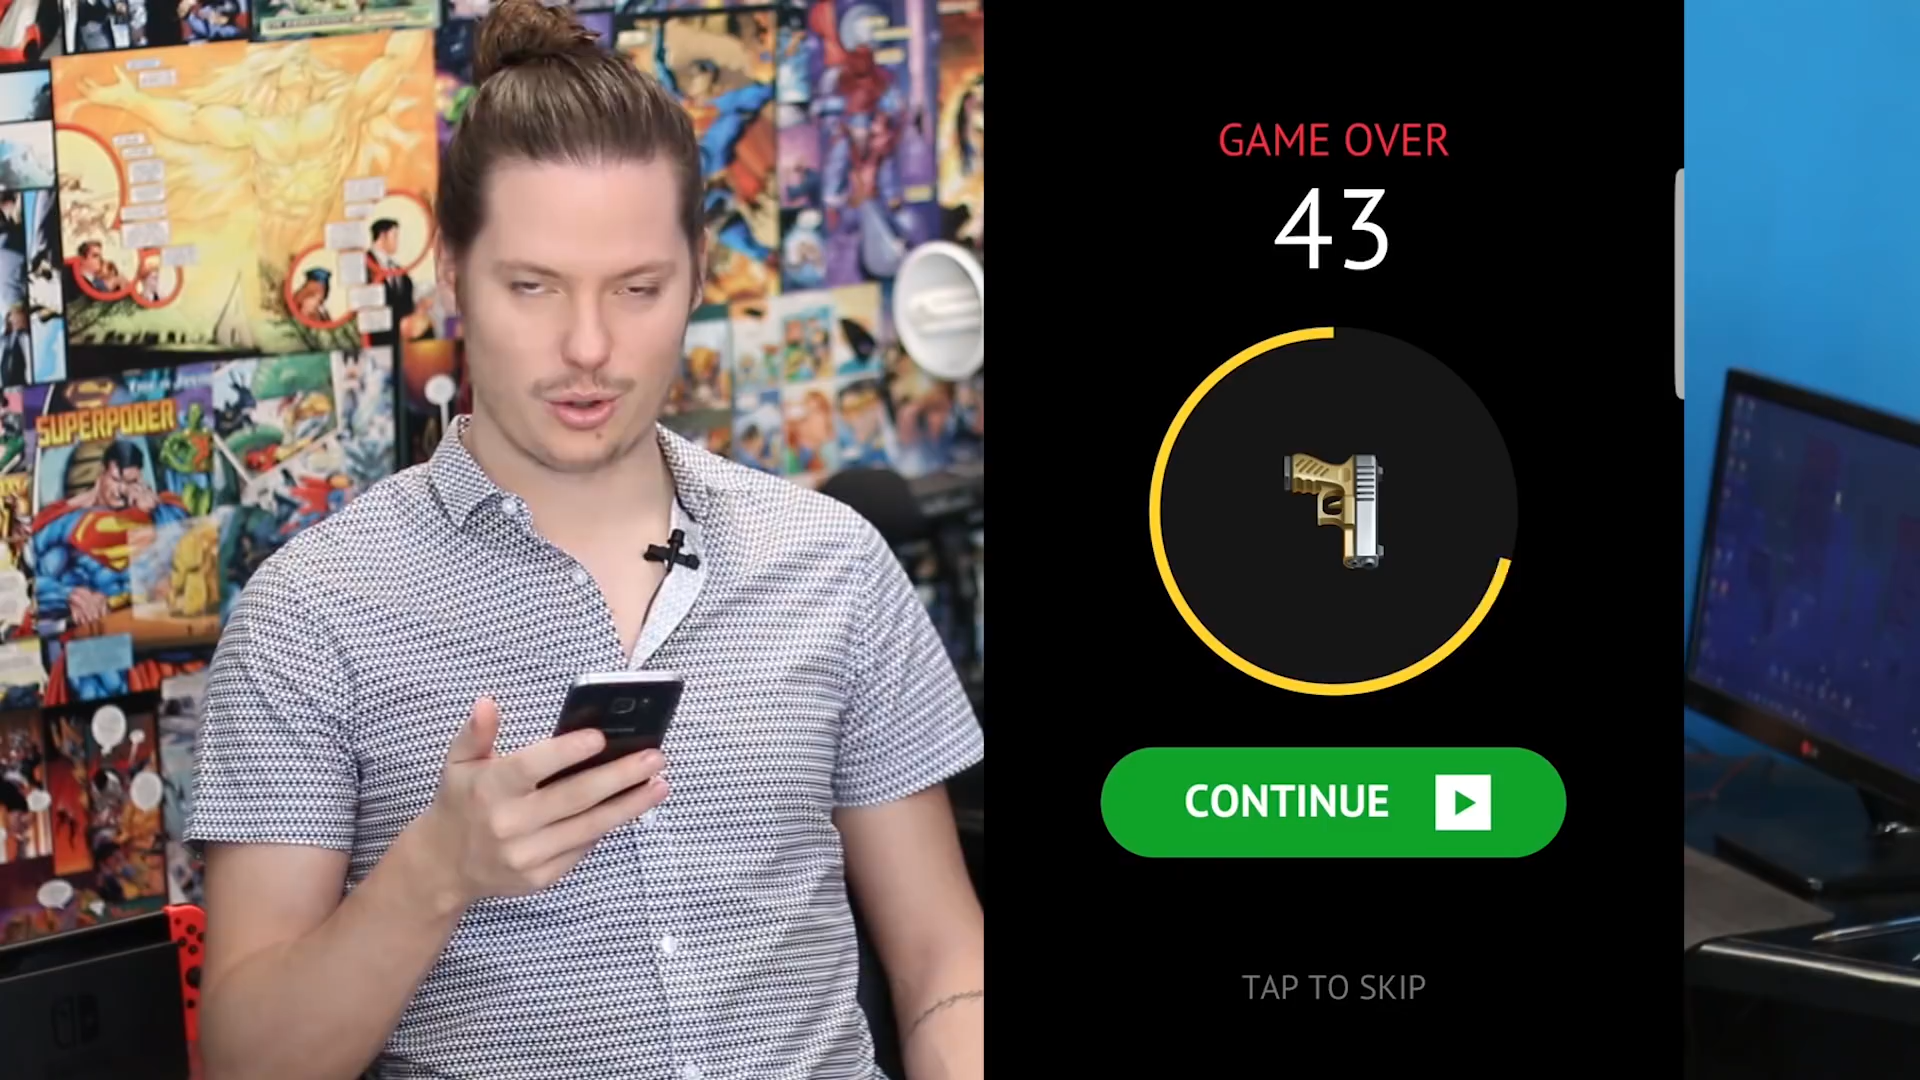 SUPERPODER
GAME OVER
43
CONTINUE
TAP TO SKIP